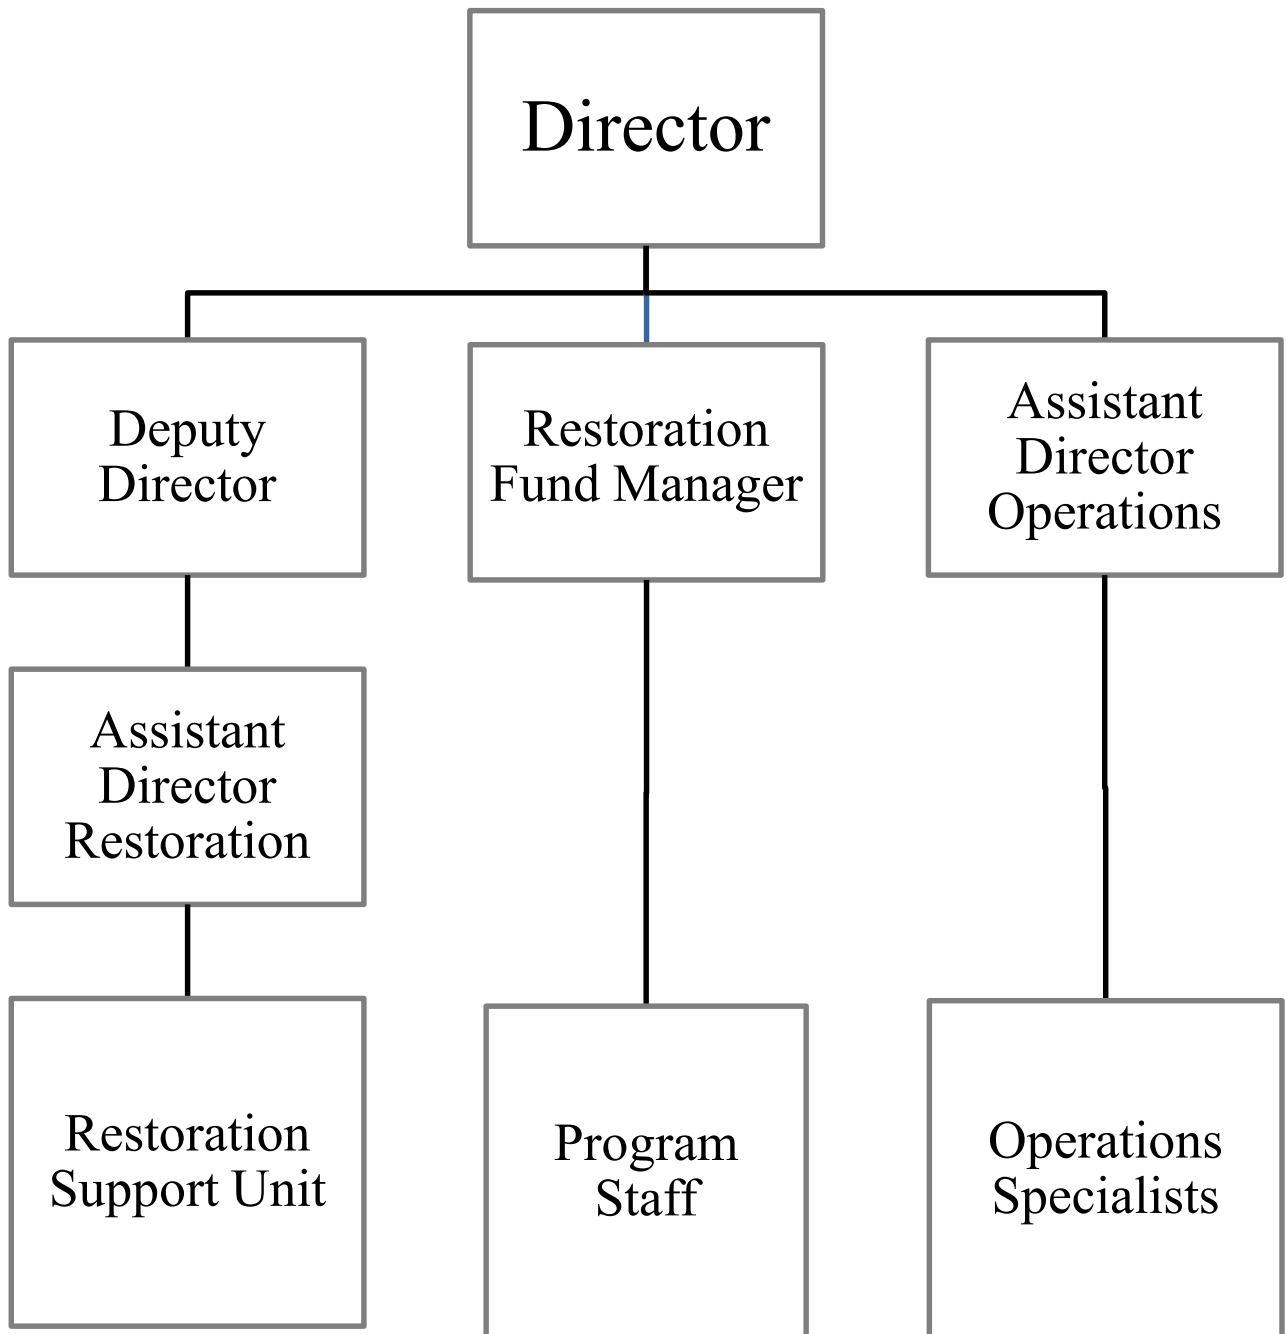 Director
Deputy
Director
Restoration
Fund Manager
Assistant
Director
Operations
Assistant
Director
Restoration
Restoration
Support Unit
Program
Staff
Operations
Specialists